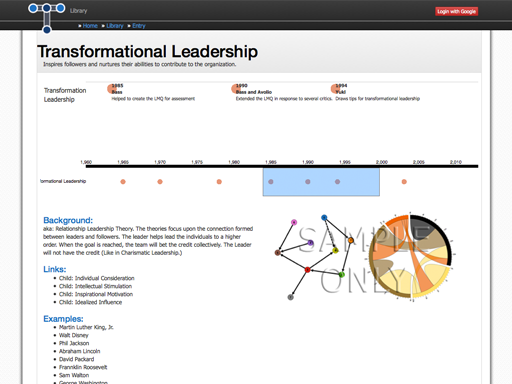 Library
Login with Google
» Home » Library » Entry
Transformational Leadership
Inspires followers and nurtures their abilities to contribute to the organization.
Transformation
Leadership
1985
Bass
Helped to create the LMQ for assessment
1990
Bass and Avolio
Extended the LMQ in response to several critics.
1994
Yukl
Draws tips for transformational leadership
1,960 1,965 1,970 1,975 1,980 1,985 1,990 1,995 2,000 2,005 2,010
ormational Leadership
Background:
aka: Relationship Leadership Theory. The theories focus upon the connection formed
between leaders and followers. The leader helps lead the individuals to a higher
order. When the goal is reached, the team will bet the credit collectively. The Leader
will not have the credit (Like in Charismatic Leadership.)
SAMPLE
ONLY!
Links:
• Child: Individual Consideration
• Child: Intellectual Stimulation
• Child: Inspirational Motivation
• Child: Idealized Influence
Examples:
• Martin Luther King, Jr.
• Walt Disney
• Phil Jackson
• Abraham Lincoln
• David Packard
• Frannklin Roosevelt
• Sam Walton
• George Washington